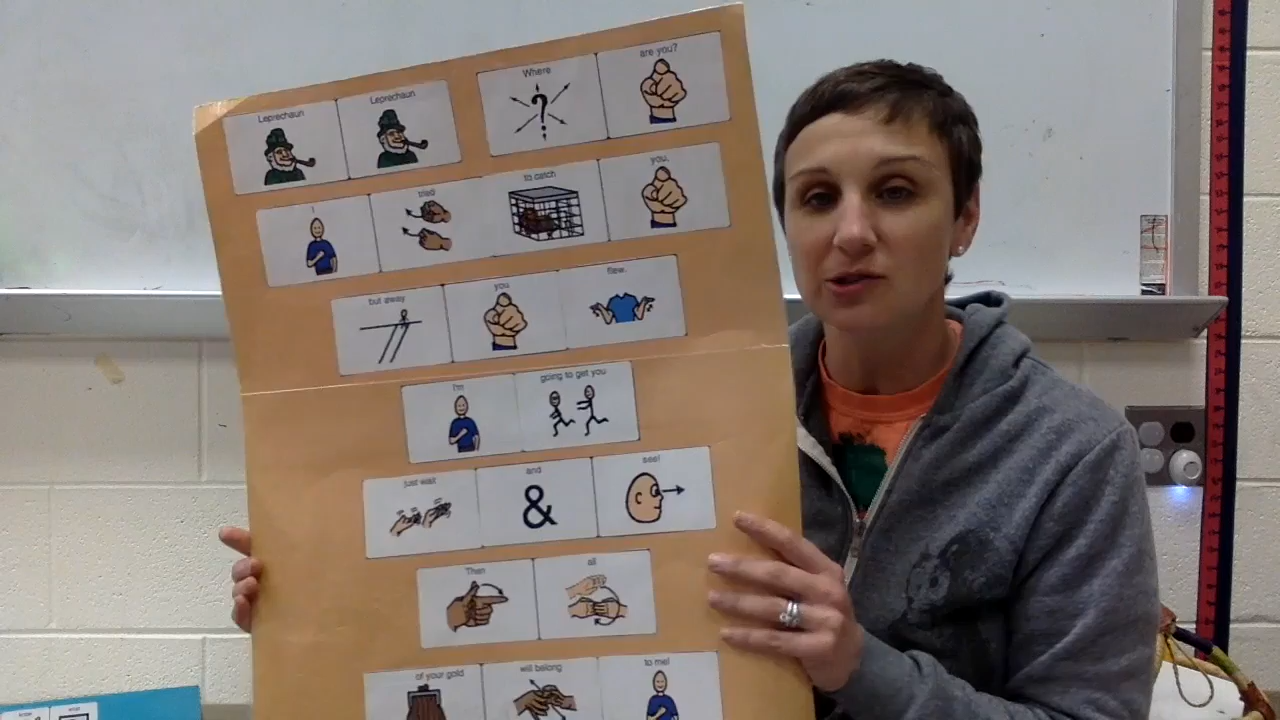 Leprechaun Leprechaun Where are you?
I tried to catch you,
but away you flew.
I'm going to get you
just wait and & see!
Then all
of your gold will belong to me!